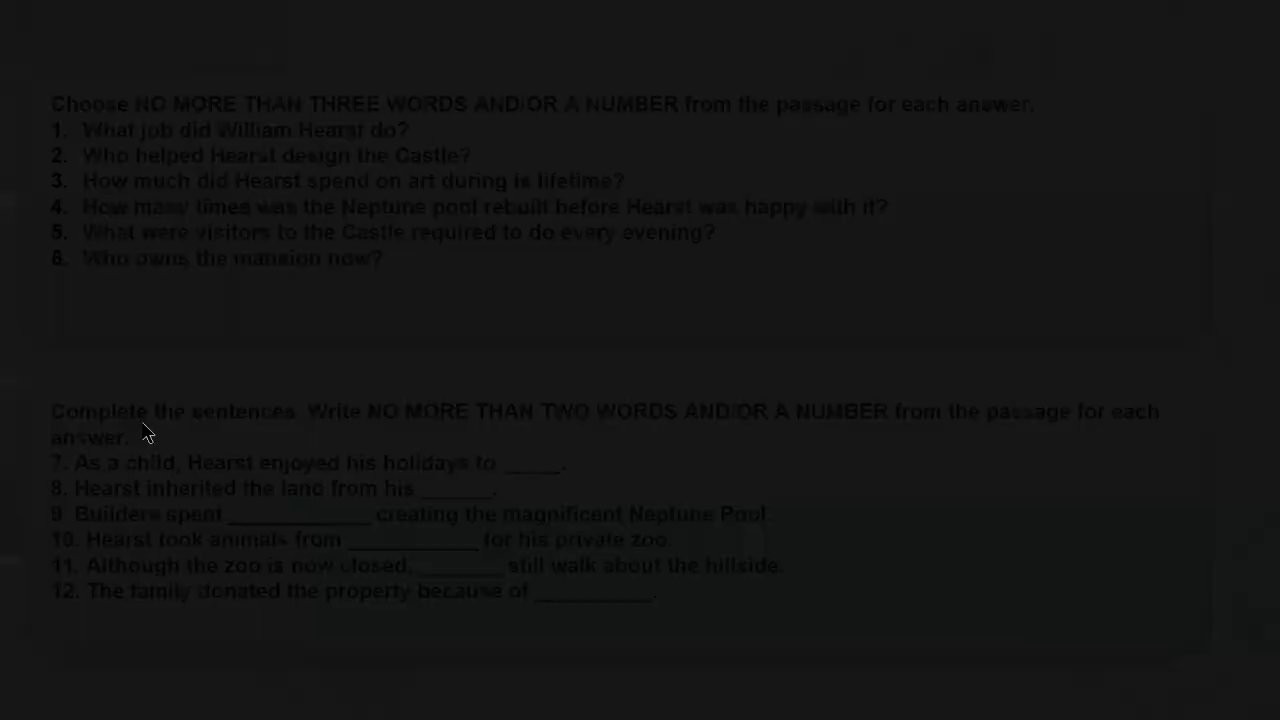 Choose NO MORE THAN THREE WORDS AND/OR A NUMBER from the passage for each answer.
1. What job did William Hearst do?
2. Who helped Hearst design the Castle?
3. How much did Hearst spend on art during is lifetime?
4. How many times was the Neptune pool rebuilt before Hearst was happy with it?
5. What were visitors to the Castle required to do every evening?
6. Who owns the mansion now?
Complete the sentences. Write NO MORE THAN TWO WORDS AND/OR A NUMBER from the passage for each
answer.
7. As a child, Hearst enjoyed his holidays to _____.
8. Hearst inherited the land from his ______.
9. Builders spent ____________ creating the magnificent Neptune Pool.
10. Hearst took animals from ___________ for his private zoo.
11. Although the zoo is now closed, _______ still walk about the hillside.
12. The family donated the property because of __________.